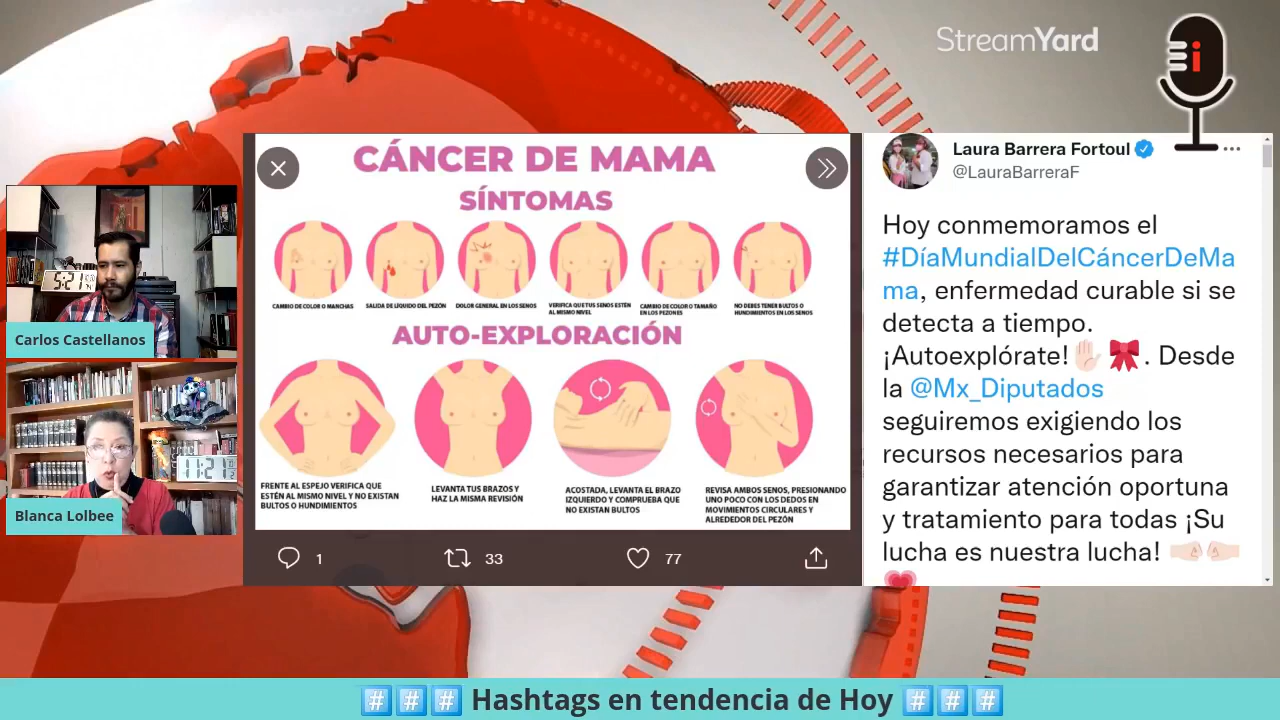 StreamYard
i
CÁNCER DE MAMA
SÍNTOMAS
CAMBIO DE COLOR O MANCHAS
SALIDA DE LÍQUIDO DEL PEZÓN
DOLOR GENERAL EN LOS SENOS
VERIFICA QUE TUS SENOS ESTÉN
AL MISMO NIVEL
CAMBIO DE COLOR O TAMAÑO
EN LOS PEZONES
NO DEBES TENER BULTOS O
HUNDIMIENTOS EN LOS SENOS
AUTO-EXPLORACIÓN
FRENTE AL ESPEJO VERIFICA QUE
ESTÉN AL MISMO NIVEL Y NO EXISTAN
BULTOS O HUNDIMIENTOS
LEVANTA TUS BRAZOS Y
HAZ LA MISMA REVISIÓN
ACOSTADA, LEVANTA EL BRAZO
IZQUIERDO Y COMPRUEBA QUE
NO EXISTAN BULTOS
REVISA AMBOS SENOS, PRESIONANDO
UNO POCO CON LOS DEDOS EN
MOVIMIENTOS CIRCULARES Y
ALREDEDOR DEL PEZÓN
1
33
77
Laura Barrera Fortoul
@LauraBarreraF
Hoy conmemoramos el
#DíaMundialDelCáncerDeMa
ma, enfermedad curable si se
detecta a tiempo.
¡Autoexplórate!✋🏻🎀. Desde
la @Mx_Diputados
seguiremos exigiendo los
recursos necesarios para
garantizar atención oportuna
y tratamiento para todas ¡Su
lucha es nuestra lucha! 🤜🏻🤛🏻
💗
5:21
Carlos Castellanos
11:21
Blanca Lolbee
#️⃣#️⃣#️⃣ Hashtags en tendencia de Hoy #️⃣#️⃣#️⃣